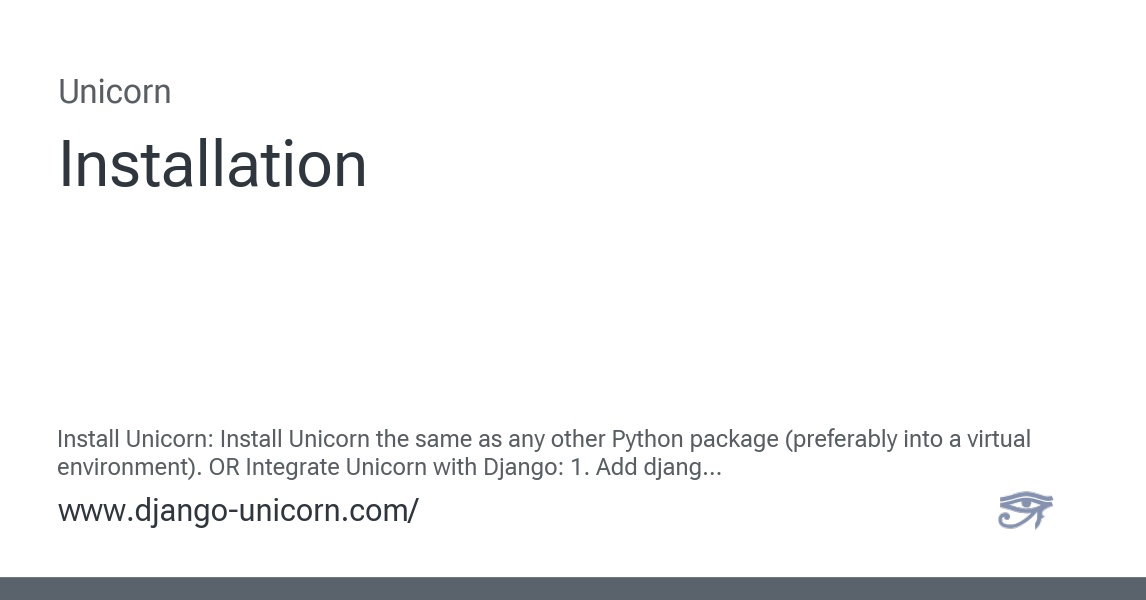 Unicorn
Installation
Install Unicorn: Install Unicorn the same as any other Python package (preferably into a virtual
environment). OR Integrate Unicorn with Django: 1. Add djang...
www.django-unicorn.com/